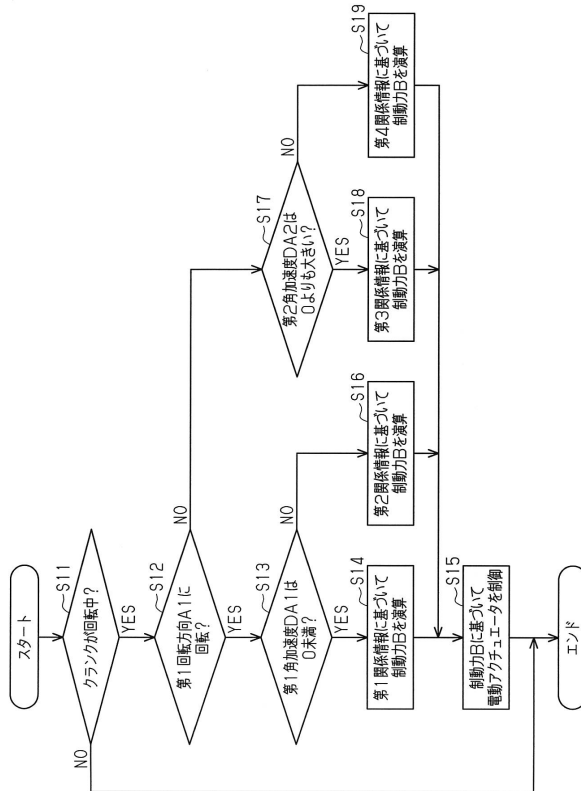 スタート
S11
クランクが回転中?
NO
YES
S12
第1回転方向A1に
回転?
NO
YES
S13
第1角加速度DA1は
0未満?
NO
YES
S14
第1関係情報に基づいて
制動力Bを演算
S16
第2関係情報に基づいて
制動力Bを演算
S17
第2角加速度DA2は
0よりも大きい?
NO
YES
S18
第3関係情報に基づいて
制動力Bを演算
S19
第4関係情報に基づいて
制動力Bを演算
S15
制動力Bに基づいて
電動アクチュエータを制御
エンド